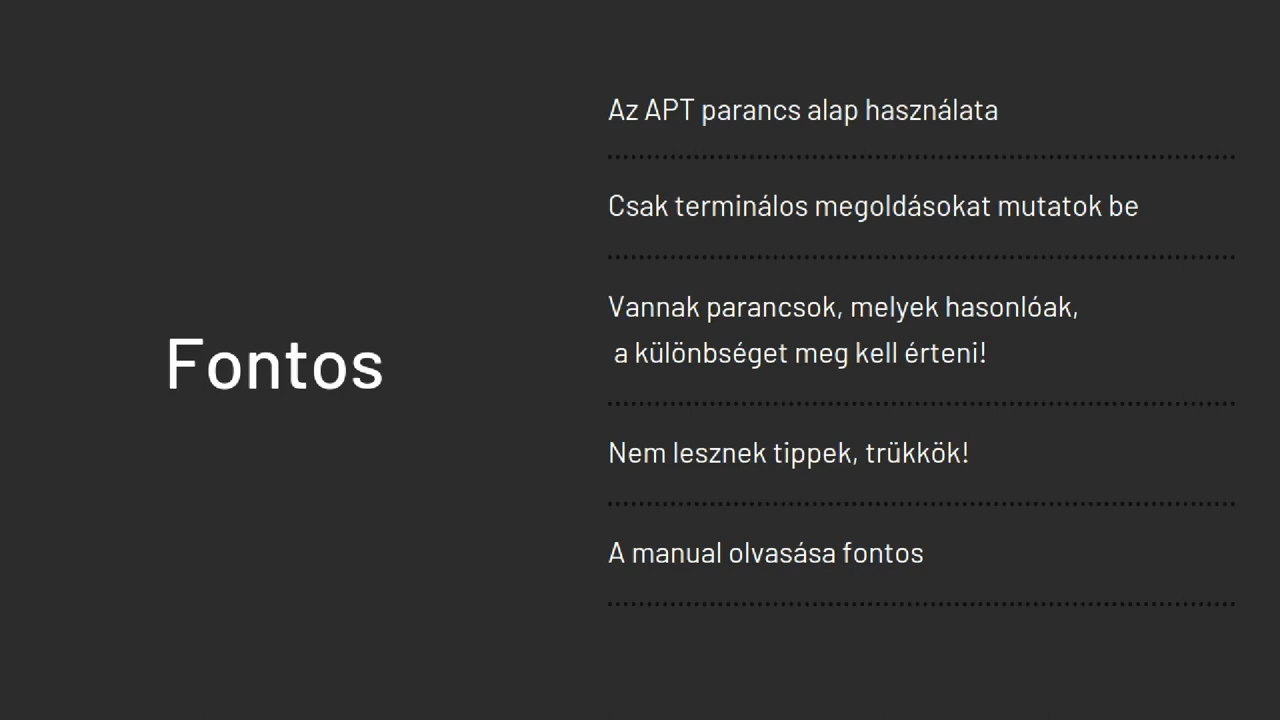 Fontos
Az APT parancs alap használata
Csak terminálos megoldásokat mutatok be
Vannak parancsok, melyek hasonlóak,
a különbséget meg kell érteni!
Nem lesznek tippek, trükkök!
A manual olvasása fontos